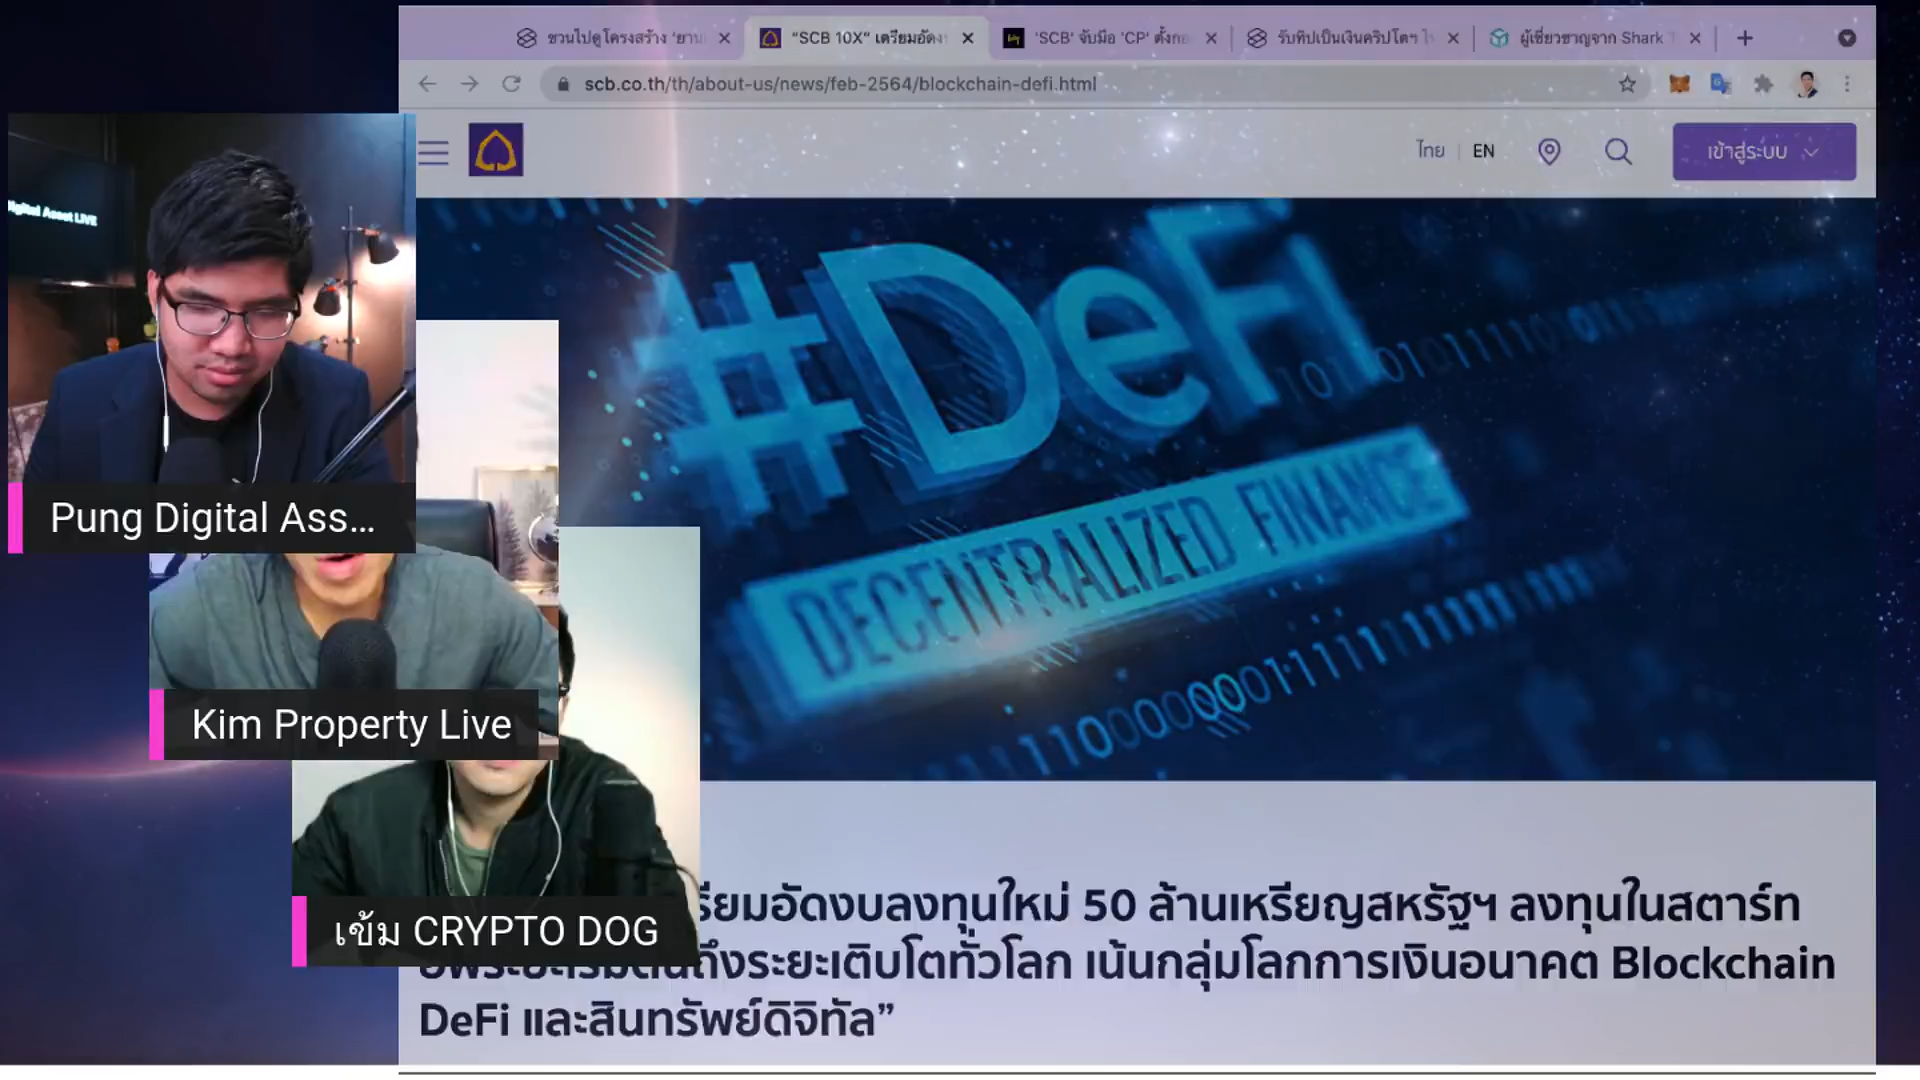 ชวนไปดูโครงสร้าง 'ยาน
"SCB 10X" เตรียมอัดง
'SCB' จับมือ 'CP' ตั้งกอ
รับทิปเป็นเงินคริปโตฯ
ผู้เชี่ยวชาญจาก Shark
scb.co.th/th/about-us/news/feb-2564/blockchain-defi.html
ไทย EN
เข้าสู่ระบบ
Digital Asset LIVE
#DeFi
DECENTRALIZED FINANCE
Pung Digital Ass...
Kim Property Live
เข้ม CRYPTO DOG
รียมอัดงบลงทุนใหม่ 50 ล้านเหรียญสหรัฐฯ ลงทุนในสตาร์ท
ถึงระยะเติบโตทั่วโลก เน้นกลุ่มโลกการเงินอนาคต Blockchain
DeFi และสินทรัพย์ดิจิทัล”